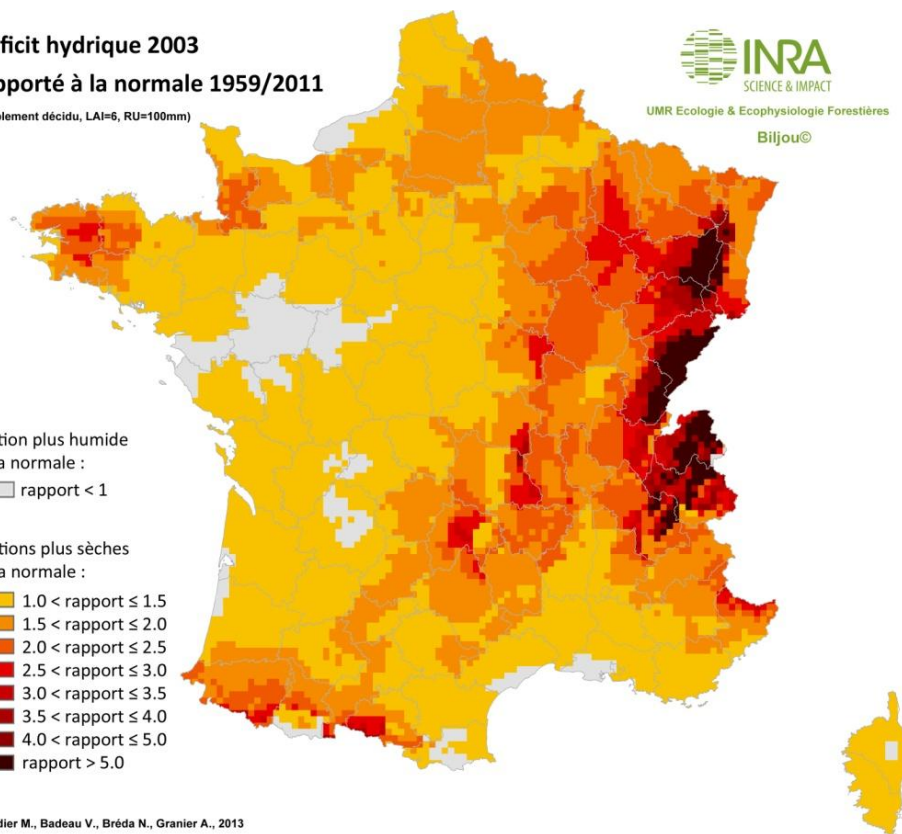 ficit hydrique 2003
pporté à la normale 1959/2011
plement décidu, LAI=6, RU=100mm)
INRA
SCIENCE & IMPACT
UMR Ecologie & Ecophysiologie Forestières
Biljou©
tion plus humide
a normale :
rapport < 1
tions plus sèches
a normale :
1.0 < rapport ≤ 1.5
1.5 < rapport ≤ 2.0
2.0 < rapport ≤ 2.5
2.5 < rapport ≤ 3.0
3.0 < rapport ≤ 3.5
3.5 < rapport ≤ 4.0
4.0 < rapport ≤ 5.0
rapport > 5.0
dier M., Badeau V., Bréda N., Granier A., 2013